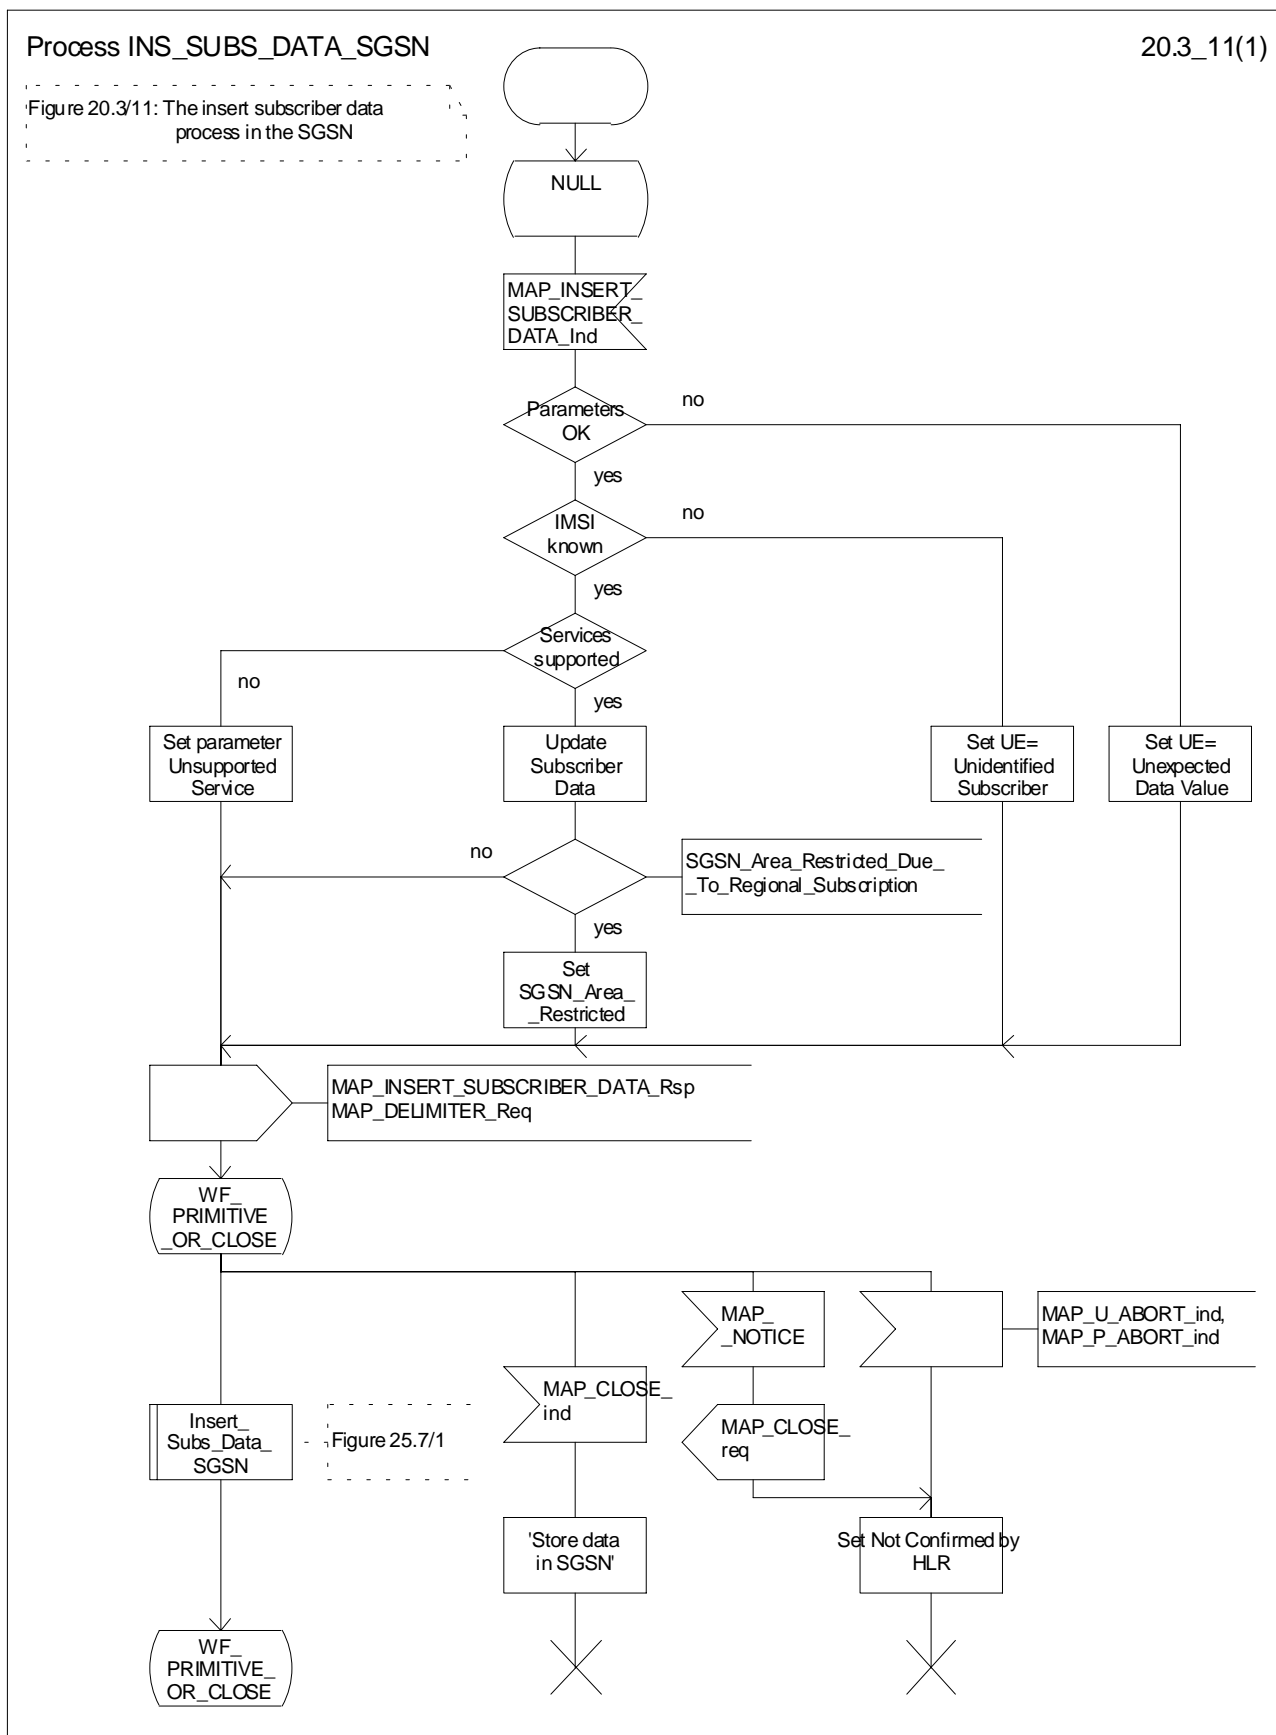 Process INS_SUBS_DATA_SGSN
20.3_11(1)
Figure 20.3/11: The insert subscriber data
process in the SGSN
NULL
MAP_INSERT_
SUBSCRIBER_
DATA_Ind
Parameters
OK
no
yes
IMSI
known
no
yes
Services
supported
no
yes
Set parameter
Unsupported
Service
Update
Subscriber
Data
Set UE=
Unidentified
Subscriber
Set UE=
Unexpected
Data Value
no
SGSN_Area_Restricted_Due_
_To_Regional_Subscription
yes
Set
SGSN_Area_
_Restricted
MAP_INSERT_SUBSCRIBER_DATA_Rsp
MAP_DELIMITER_Req
WF_
PRIMITIVE
_OR_CLOSE
MAP_
_NOTICE
MAP_U_ABORT_ind,
MAP_P_ABORT_ind
MAP_CLOSE_
ind
Insert_
Subs_Data_
SGSN
Figure 25.7/1
MAP_CLOSE_
req
'Store data
in SGSN'
Set Not Confirmed by
HLR
WF_
PRIMITIVE_
OR_CLOSE